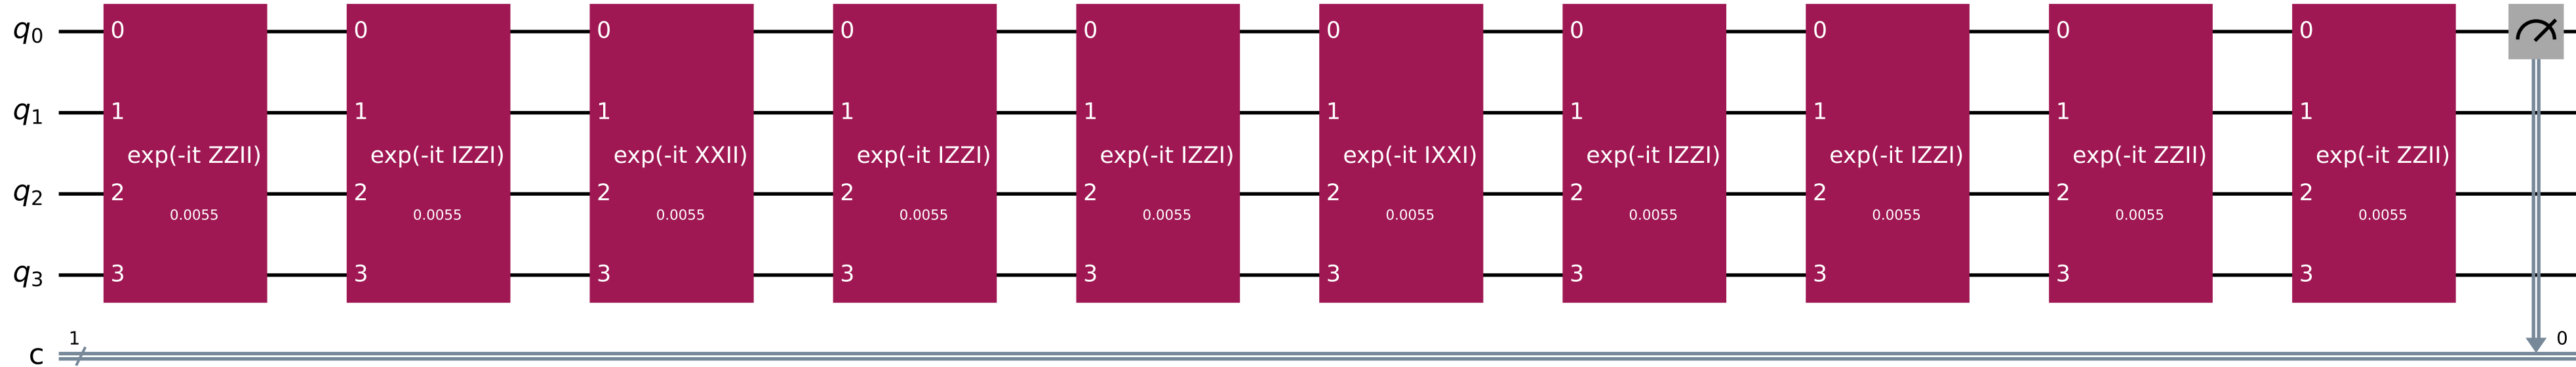 q0 0 0 0 0 0 0 0 0 0 0
q1 1 1 1 1 1 1 1 1 1 1
exp(-it ZZII) exp(-it IZZI) exp(-it XXII) exp(-it IZZI) exp(-it IZZI) exp(-it IXXI) exp(-it IZZI) exp(-it IZZI) exp(-it ZZII) exp(-it ZZII)
q2 2 2 2 2 2 2 2 2 2 2
0.0055 0.0055 0.0055 0.0055 0.0055 0.0055 0.0055 0.0055 0.0055 0.0055
q3 3 3 3 3 3 3 3 3 3 3
1 0
c